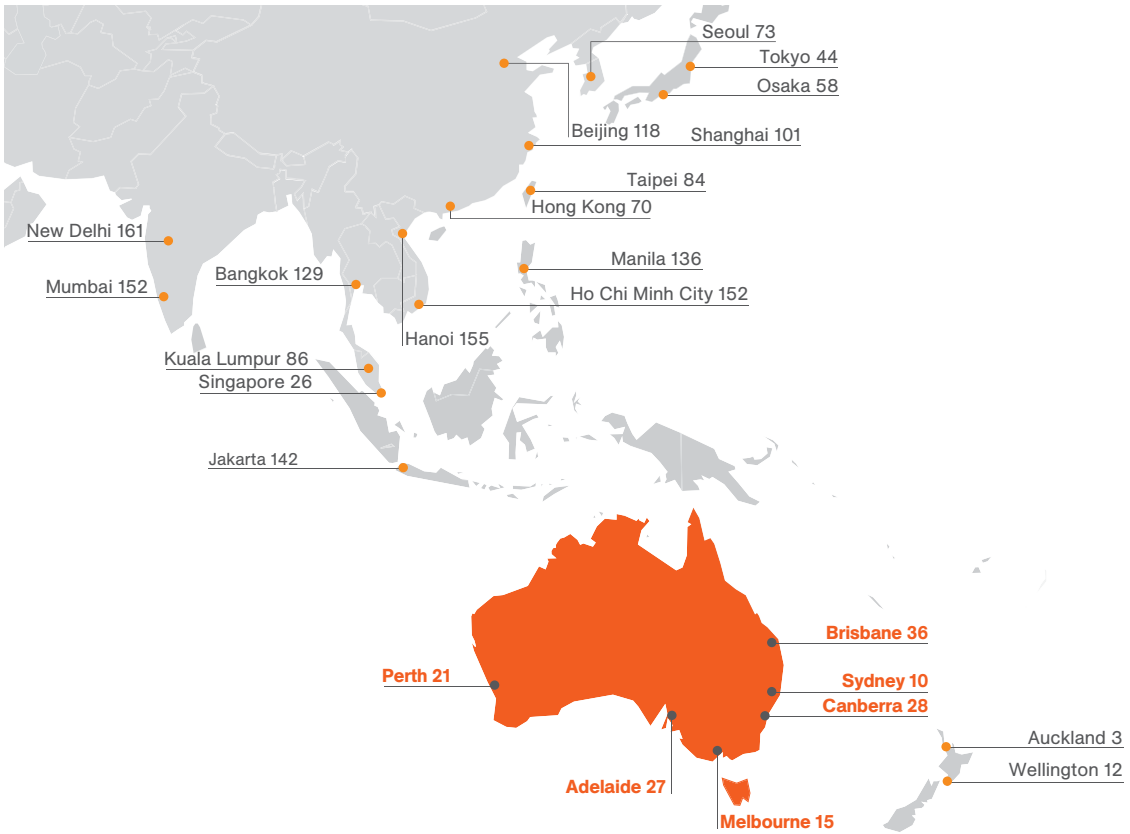 Seoul 73
Tokyo 44
Osaka 58
Beijing 118
Shanghai 101
Taipei 84
Hong Kong 70
New Delhi 161
Manila 136
Bangkok 129
Mumbai 152
Ho Chi Minh City 152
Hanoi 155
Kuala Lumpur 86
Singapore 26
Jakarta 142
Brisbane 36
Perth 21
Sydney 10
Canberra 28
Auckland 3
Wellington 12
Adelaide 27
Melbourne 15